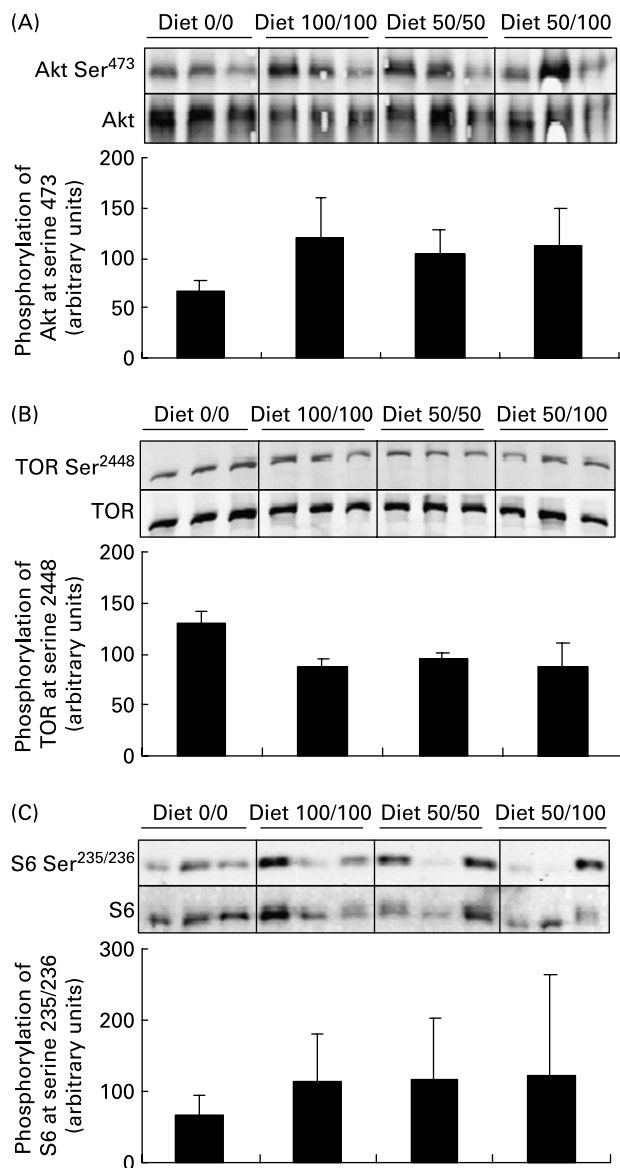 (A)
Diet 0/0 Diet 100/100 Diet 50/50 Diet 50/100
Akt Ser473
Akt
Phosphorylation of
Akt at serine 473
(arbitrary units)
200
150
100
50
0
(B)
Diet 0/0 Diet 100/100 Diet 50/50 Diet 50/100
TOR Ser2448
TOR
Phosphorylation of
TOR at serine 2448
(arbitrary units)
200
150
100
50
0
(C)
Diet 0/0 Diet 100/100 Diet 50/50 Diet 50/100
S6 Ser235/236
S6
Phosphorylation of
S6 at serine 235/236
(arbitrary units)
300
200
100
0